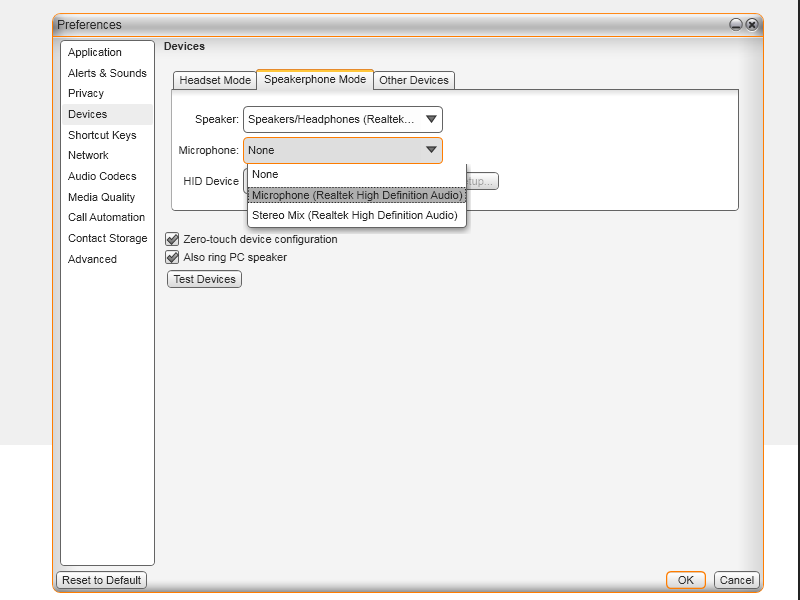 Preferences
Application
Alerts & Sounds
Privacy
Devices
Shortcut Keys
Network
Audio Codecs
Media Quality
Call Automation
Contact Storage
Advanced
Devices
Headset Mode
Speakerphone Mode
Other Devices
Speaker:
Speakers/Headphones (Realtek...
Microphone:
None
HID Device
None
Microphone (Realtek High Definition Audio)
Stereo Mix (Realtek High Definition Audio)
Zero-touch device configuration
Also ring PC speaker
Test Devices
Reset to Default
OK
Cancel